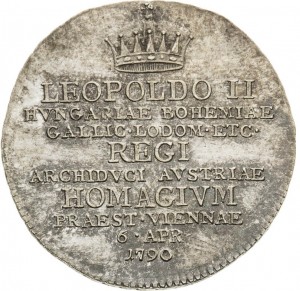 LEOPOLDO II
HVNGARIAE BOHEMIAE
GALLIC·LODOM·ETC·
REGI
ARCHIDVCI AVSTRIAE
HOMAGIVM
PRAEST·VIENNAE
6·APR
1790